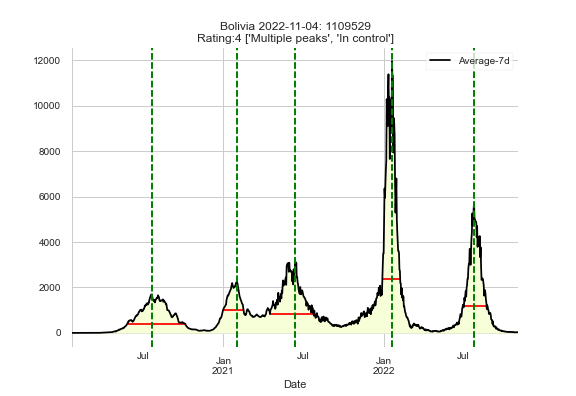 Bolivia 2022-11-04: 1109529
Rating:4 ['Multiple peaks', 'In control']
Average-7d
12000
10000
8000
6000
4000
2000
0
Jul
Jan
2021
Jul
Jan
2022
Jul
Date